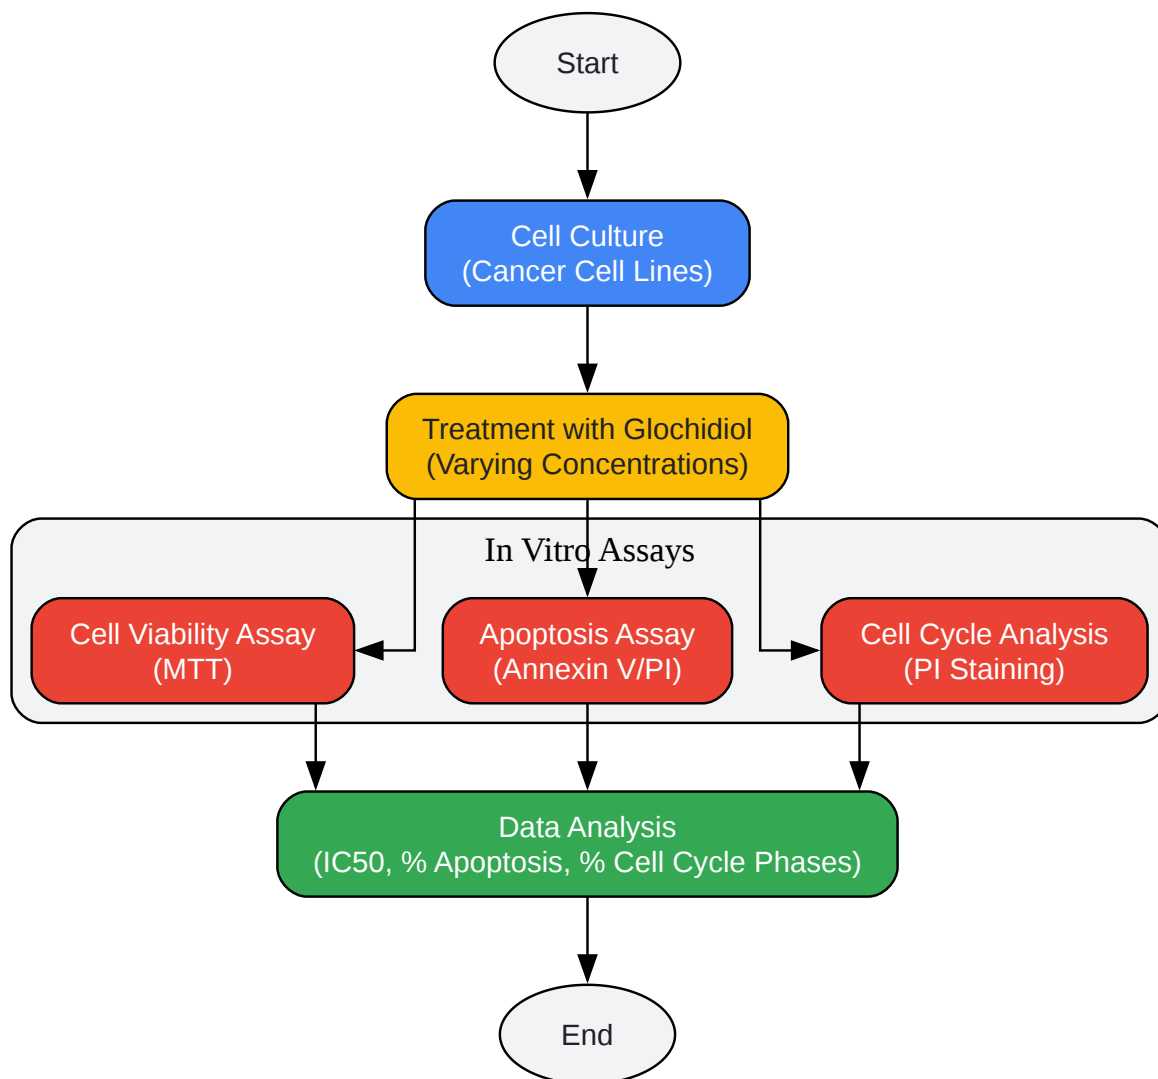 Start
Cell Culture
(Cancer Cell Lines)
Treatment with Glochidiol
(Varying Concentrations)
In Vitro Assays
Cell Viability Assay
(MTT)
Apoptosis Assay
(Annexin V/PI)
Cell Cycle Analysis
(PI Staining)
Data Analysis
(IC50, % Apoptosis, % Cell Cycle Phases)
End